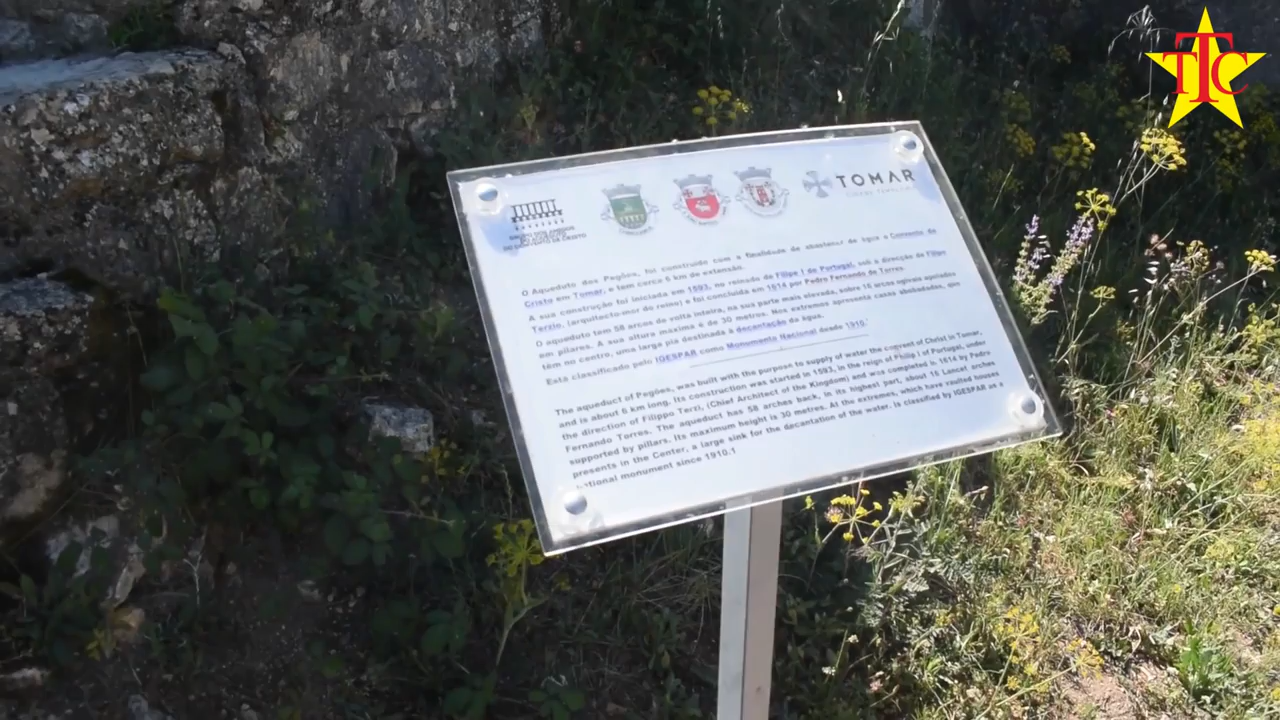 TTC
TOMAR
O Aqueduto dos Pegões, foi construído com a finalidade de abastecer de água o Convento de
Cristo em Tomar, e tem cerca 6 km de extensão.
A sua construção foi iniciada em 1593, no reinado de Filipe I de Portugal, sob a direcção de Filipe
Terzio, (arquitecto-mor do reino) e foi concluída em 1614 por Pedro Fernando de Torres.
O aqueduto tem 58 arcos de volta inteira, na sua parte mais elevada, sobre 16 arcos ogivais apoiados
em pilares. A sua altura máxima é de 30 metros. Nos extremos apresenta casas abobadadas, que
têm no centro, uma larga pia destinada à decantação da água.
Está classificado pelo IGESPAR como Monumento Nacional desde 1910.
The aqueduct of Pegões, was built with the purpose to supply of water the convent of Christ in Tomar,
and is about 6 km long. Its construction was started in 1593, in the reign of Philip I of Portugal, under
the direction of Filippo Terzi, (Chief Architect of the Kingdom) and was completed in 1614 by Pedro
Fernando Torres. The aqueduct has 58 arches back, in its highest part, about 16 Lancet arches
supported by pillars. Its maximum height is 30 metres. At the extremes, which have vaulted houses
presents in the Center, a large sink for the decantation of the water. is classified by IGESPAR as a
national monument since 1910.1